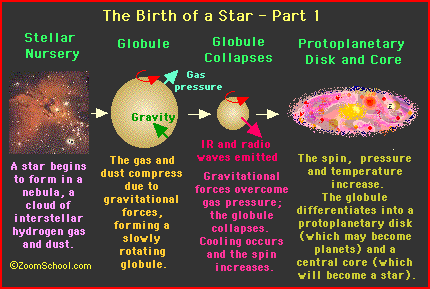 The Birth of a Star - Part 1
Stellar
Nursery
A star begins
to form in a
nebula, a
cloud of
interstellar
hydrogen gas
and dust.
Globule
Gas
pressure
Gravity
The gas and
dust compress
due to
gravitational
forces,
forming a
slowly
rotating
globule.
Globule
Collapses
IR and radio
waves emitted
Gravitational
forces overcome
gas pressure;
the globule
collapses.
Cooling occurs
and the spin
increases.
Protoplanetary
Disk and Core
The spin, pressure
and temperature
increase.
The globule
differentiates into a
protoplanetary disk
(which may become
planets) and a
central core (which
will become a star).
©ZoomSchool.com